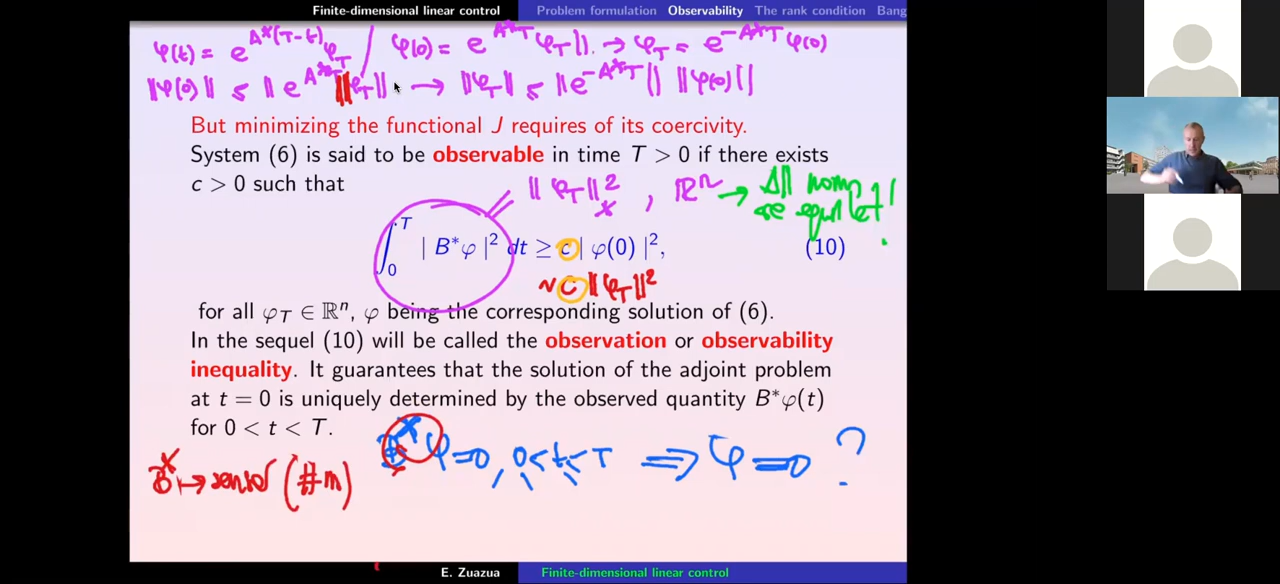 Finite-dimensional linear control Problem formulation Observability The rank condition Bang
φ(t) = e^{A*(T-t)} φ_T / φ(0) = e^{A*T} φ_T ||. → φ_T = e^{-A*T} φ(0)
||φ(0)|| ≤ ||e^{A*T} ||φ_T|| → ||φ_T|| ≤ ||e^{-A*T}|| ||φ(0)||
But minimizing the functional J requires of its coercivity.
System (6) is said to be observable in time T > 0 if there exists
c > 0 such that
||φ_T||²_* , ℝⁿ → All norms
are
∫₀ᵀ | B*φ |² dt ≥ c | φ(0) |², (10)
~ C ||φ_T||²
for all φ_T ∈ ℝⁿ, φ being the corresponding solution of (6).
In the sequel (10) will be called the observation or observability
inequality. It guarantees that the solution of the adjoint problem
at t = 0 is uniquely determined by the observed quantity B*φ(t)
for 0 < t < T.
B*φ=0, 0<t<T ⟹ φ ≡ 0 ?
B* ↦ sensor (#m)
E. Zuazua Finite-dimensional linear control